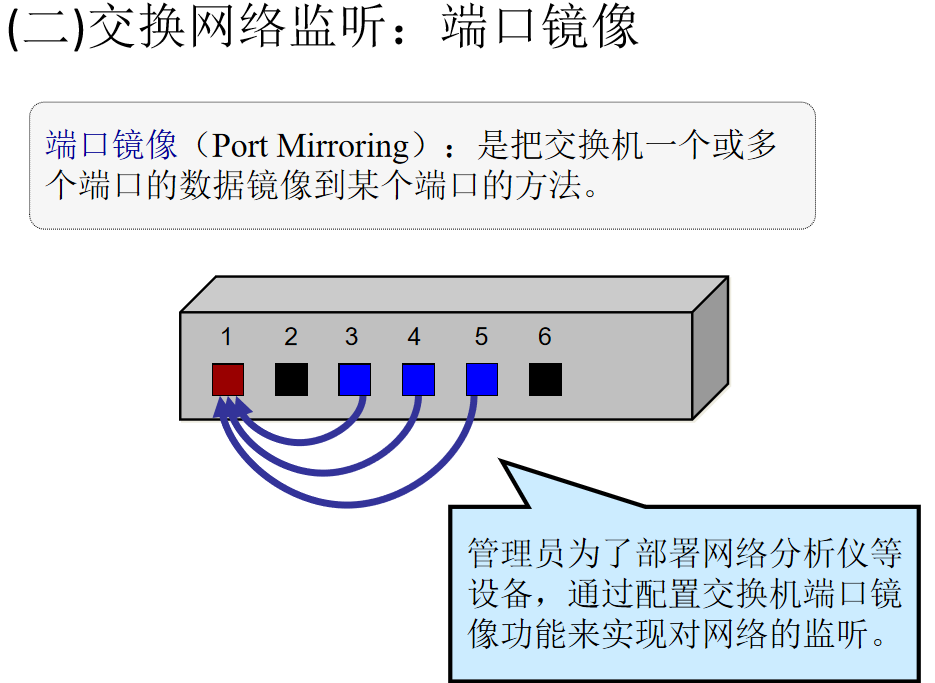 (二)交换网络监听：端口镜像
端口镜像（Port Mirroring）：是把交换机一个或多
个端口的数据镜像到某个端口的方法。
1 2 3 4 5 6
管理员为了部署网络分析仪等
设备，通过配置交换机端口镜
像功能来实现对网络的监听。